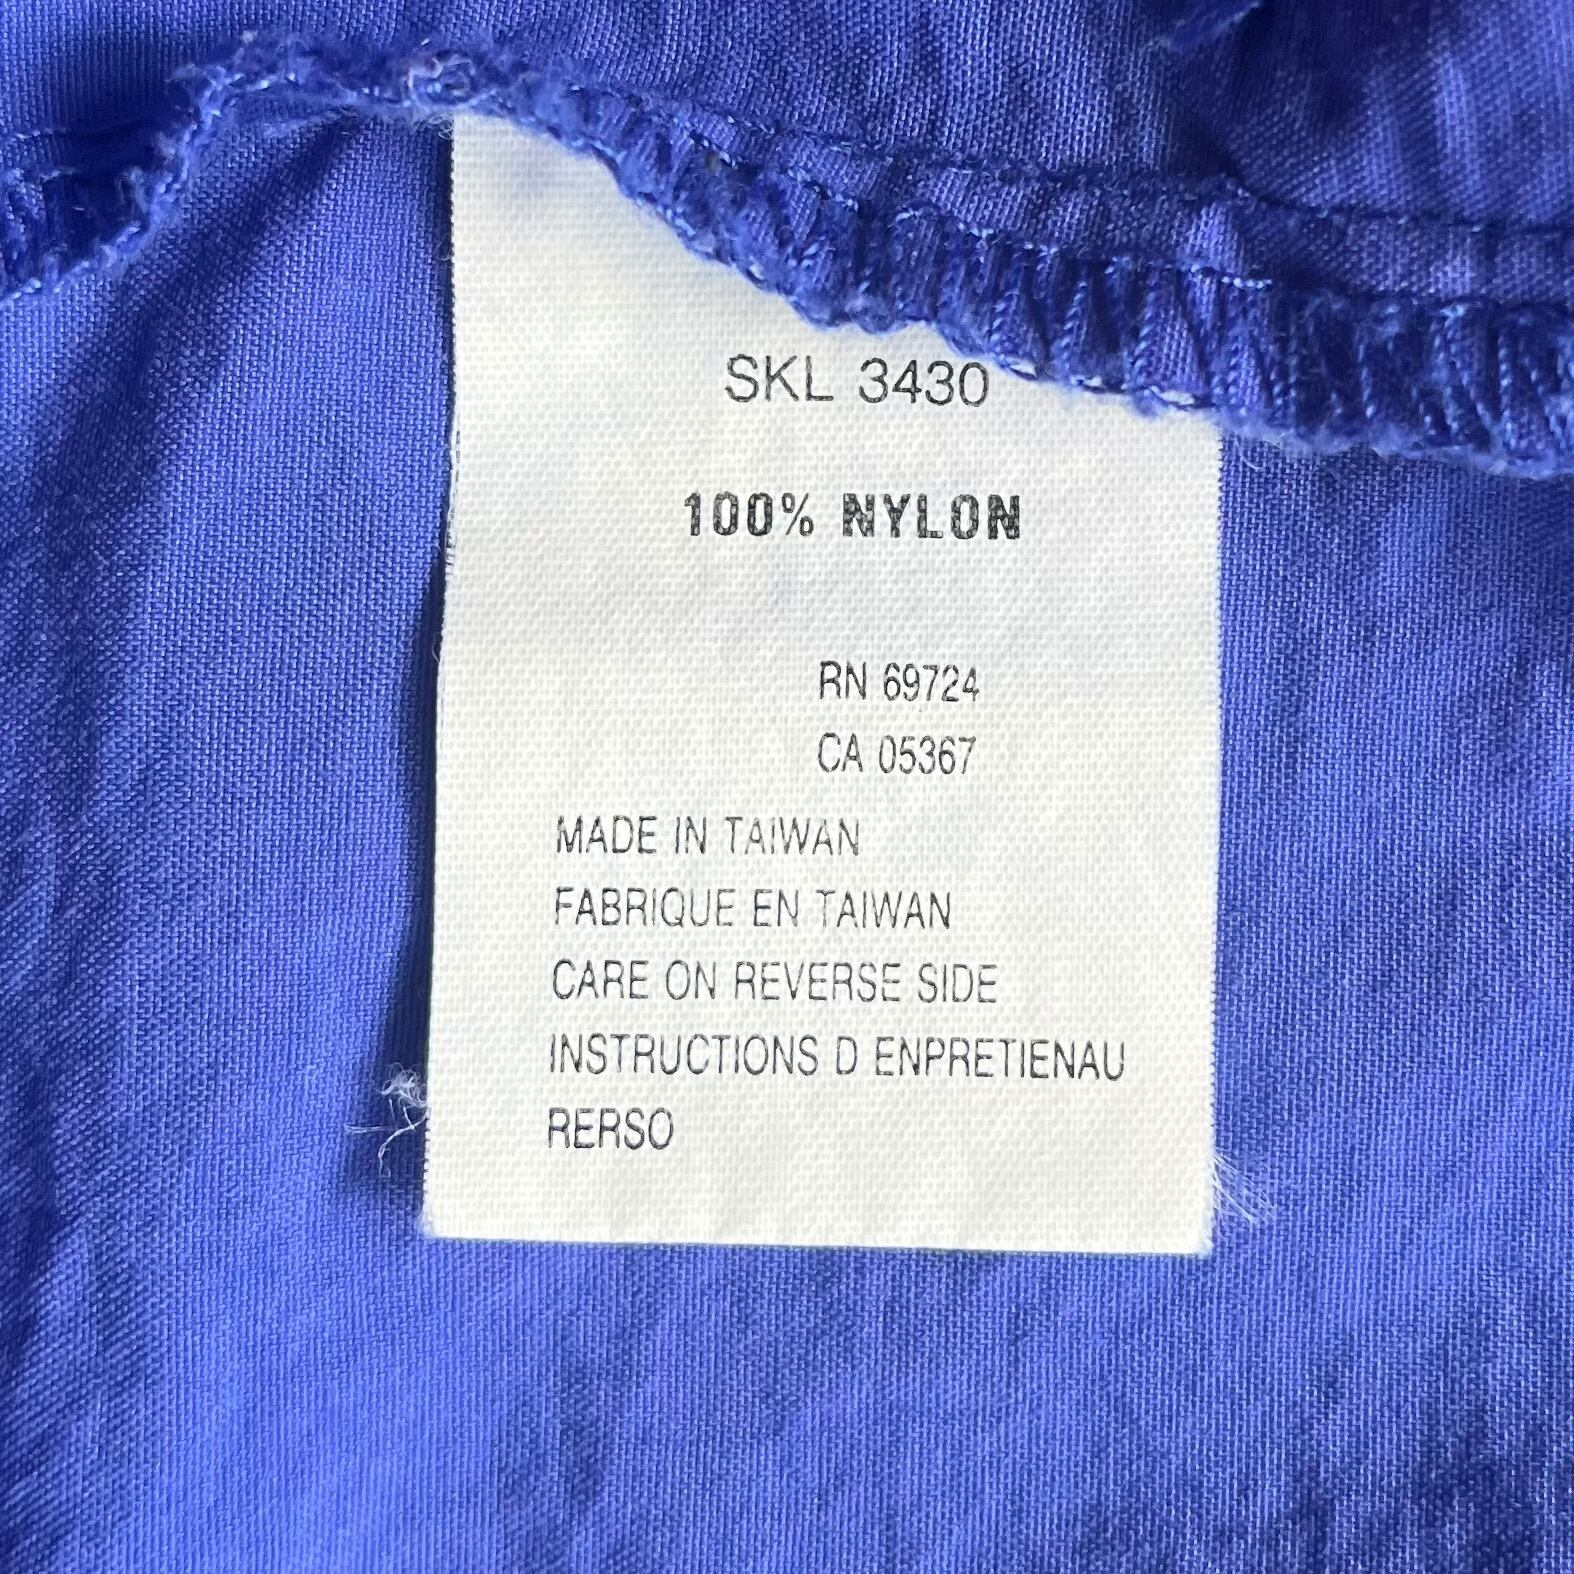 SKL 3430
100% NYLON
RN 69724
CA 05367
MADE IN TAIWAN
FABRIQUE EN TAIWAN
CARE ON REVERSE SIDE
INSTRUCTIONS D ENPRETIENAU
RERSO